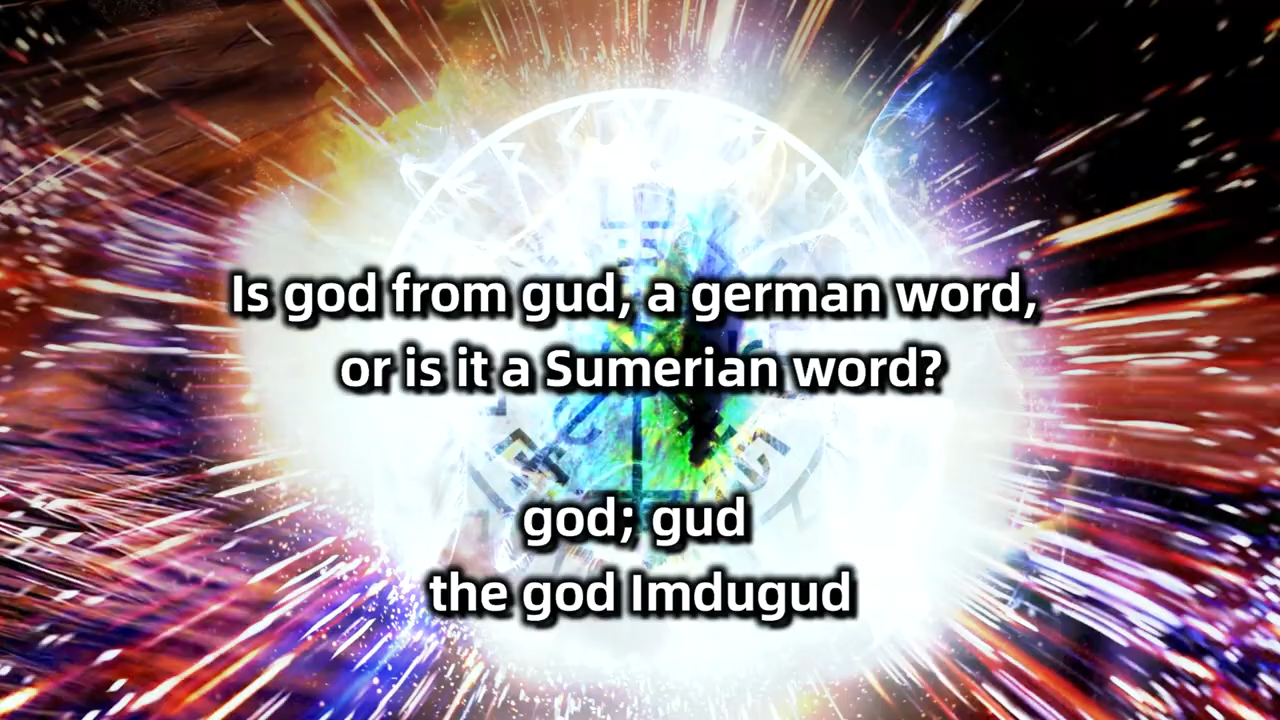 Is god from gud, a german word,
or is it a Sumerian word?
god; gud
the god Imdugud